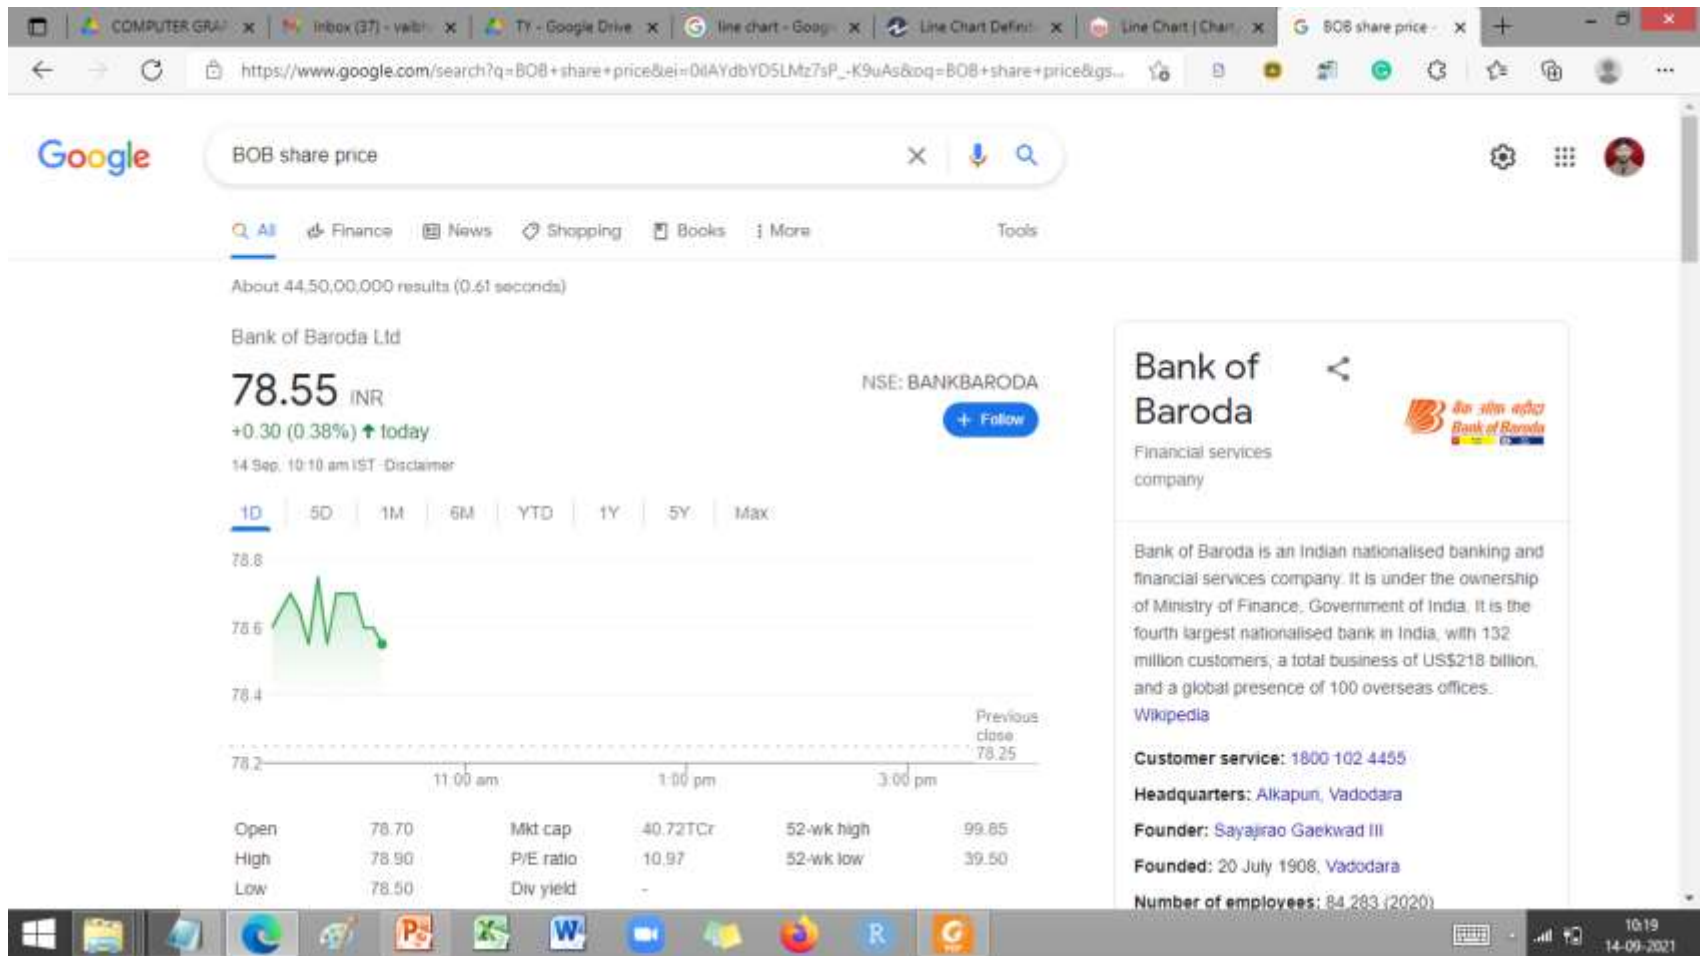 COMPUTER GRA
Inbox (37) - vaibh
TY - Google Drive
line chart - Goog
Line Chart Definit
Line Chart | Chart
BOB share price -
https://www.google.com/search?q=BOB+share+price&ei=
Google
BOB share price
All
Finance
News
Shopping
Books
More
Tools
About 44,50,00,000 results (0.61 seconds)
Bank of Baroda Ltd
78.55 INR
+0.30 (0.38%) ↑ today
14 Sep, 10:10 am IST · Disclaimer
NSE: BANKBARODA
+ Follow
1D
5D
1M
6M
YTD
1Y
5Y
Max
78.8
78.6
78.4
78.2
Previous
close
78.25
11:00 am
1:00 pm
3:00 pm
Open 78.70 Mkt cap 40.72TCr 52-wk high 99.85
High 78.90 P/E ratio 10.97 52-wk low 39.50
Low 78.50 Div yield -
Bank of
Baroda
बैंक ऑफ़ बड़ौदा
Bank of Baroda
Financial services
company
Bank of Baroda is an Indian nationalised banking and
financial services company. It is under the ownership
of Ministry of Finance, Government of India. It is the
fourth largest nationalised bank in India, with 132
million customers, a total business of US$218 billion,
and a global presence of 100 overseas offices.
Wikipedia
Customer service: 1800 102 4455
Headquarters: Alkapuri, Vadodara
Founder: Sayajirao Gaekwad III
Founded: 20 July 1908, Vadodara
Number of employees: 84,283 (2020)
10:19
14-09-2021